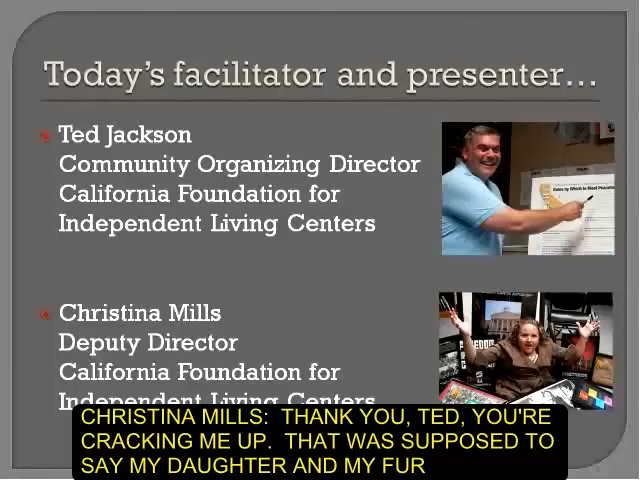 Today's facilitator and presenter...
Ted Jackson
Community Organizing Director
California Foundation for
Independent Living Centers
Christina Mills
Deputy Director
California Foundation for
Independent Living Centers
CHRISTINA MILLS:  THANK YOU, TED, YOU'RE
CRACKING ME UP.  THAT WAS SUPPOSED TO
SAY MY DAUGHTER AND MY FUR